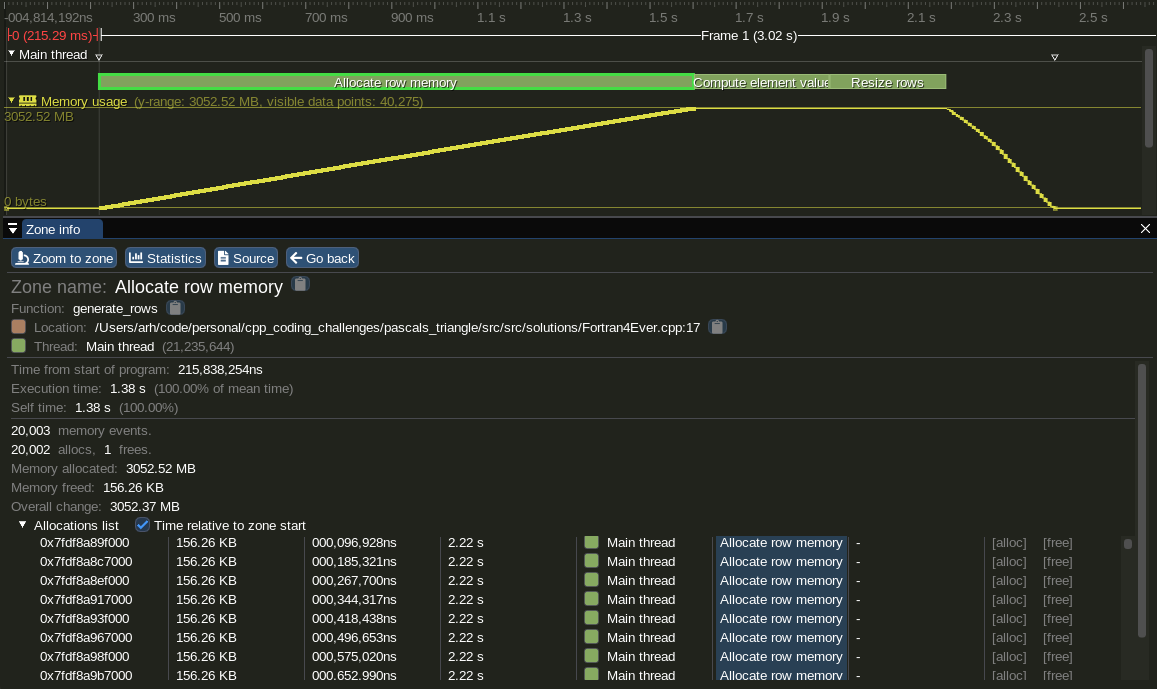 -004,814,192ns 300 ms 500 ms 700 ms 900 ms 1.1 s 1.3 s 1.5 s 1.7 s 1.9 s 2.1 s 2.3 s 2.5 s
-0 (215.29 ms) Frame 1 (3.02 s)
Main thread
Allocate row memory Compute element value Resize rows
Memory usage (y-range: 3052.52 MB, visible data points: 40,275)
3052.52 MB
0 bytes
Zone info
Zoom to zone Statistics Source Go back
Zone name: Allocate row memory
Function: generate_rows
Location: /Users/arh/code/personal/cpp_coding_challenges/pascals_triangle/src/src/solutions/Fortran4Ever.cpp:17
Thread: Main thread (21,235,644)
Time from start of program: 215,838,254ns
Execution time: 1.38 s (100.00% of mean time)
Self time: 1.38 s (100.00%)
20,003 memory events.
20,002 allocs, 1 frees.
Memory allocated: 3052.52 MB
Memory freed: 156.26 KB
Overall change: 3052.37 MB
Allocations list Time relative to zone start
0x7fdf8a89f000 156.26 KB 000,096,928ns 2.22 s Main thread Allocate row memory - [alloc] [free]
0x7fdf8a8c7000 156.26 KB 000,185,321ns 2.22 s Main thread Allocate row memory - [alloc] [free]
0x7fdf8a8ef000 156.26 KB 000,267,700ns 2.22 s Main thread Allocate row memory - [alloc] [free]
0x7fdf8a917000 156.26 KB 000,344,317ns 2.22 s Main thread Allocate row memory - [alloc] [free]
0x7fdf8a93f000 156.26 KB 000,418,438ns 2.22 s Main thread Allocate row memory - [alloc] [free]
0x7fdf8a967000 156.26 KB 000,496,653ns 2.22 s Main thread Allocate row memory - [alloc] [free]
0x7fdf8a98f000 156.26 KB 000,575,020ns 2.22 s Main thread Allocate row memory - [alloc] [free]
0x7fdf8a9b7000 156.26 KB 000,652,990ns 2.22 s Main thread Allocate row memory - [alloc] [free]